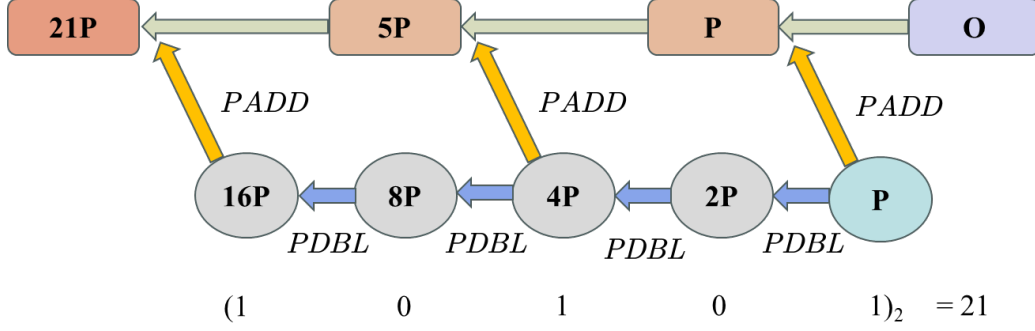 21P 5P P O
PADD PADD PADD
16P 8P 4P 2P P
PDBL PDBL PDBL PDBL
(1 0 1 0 1)₂ = 21